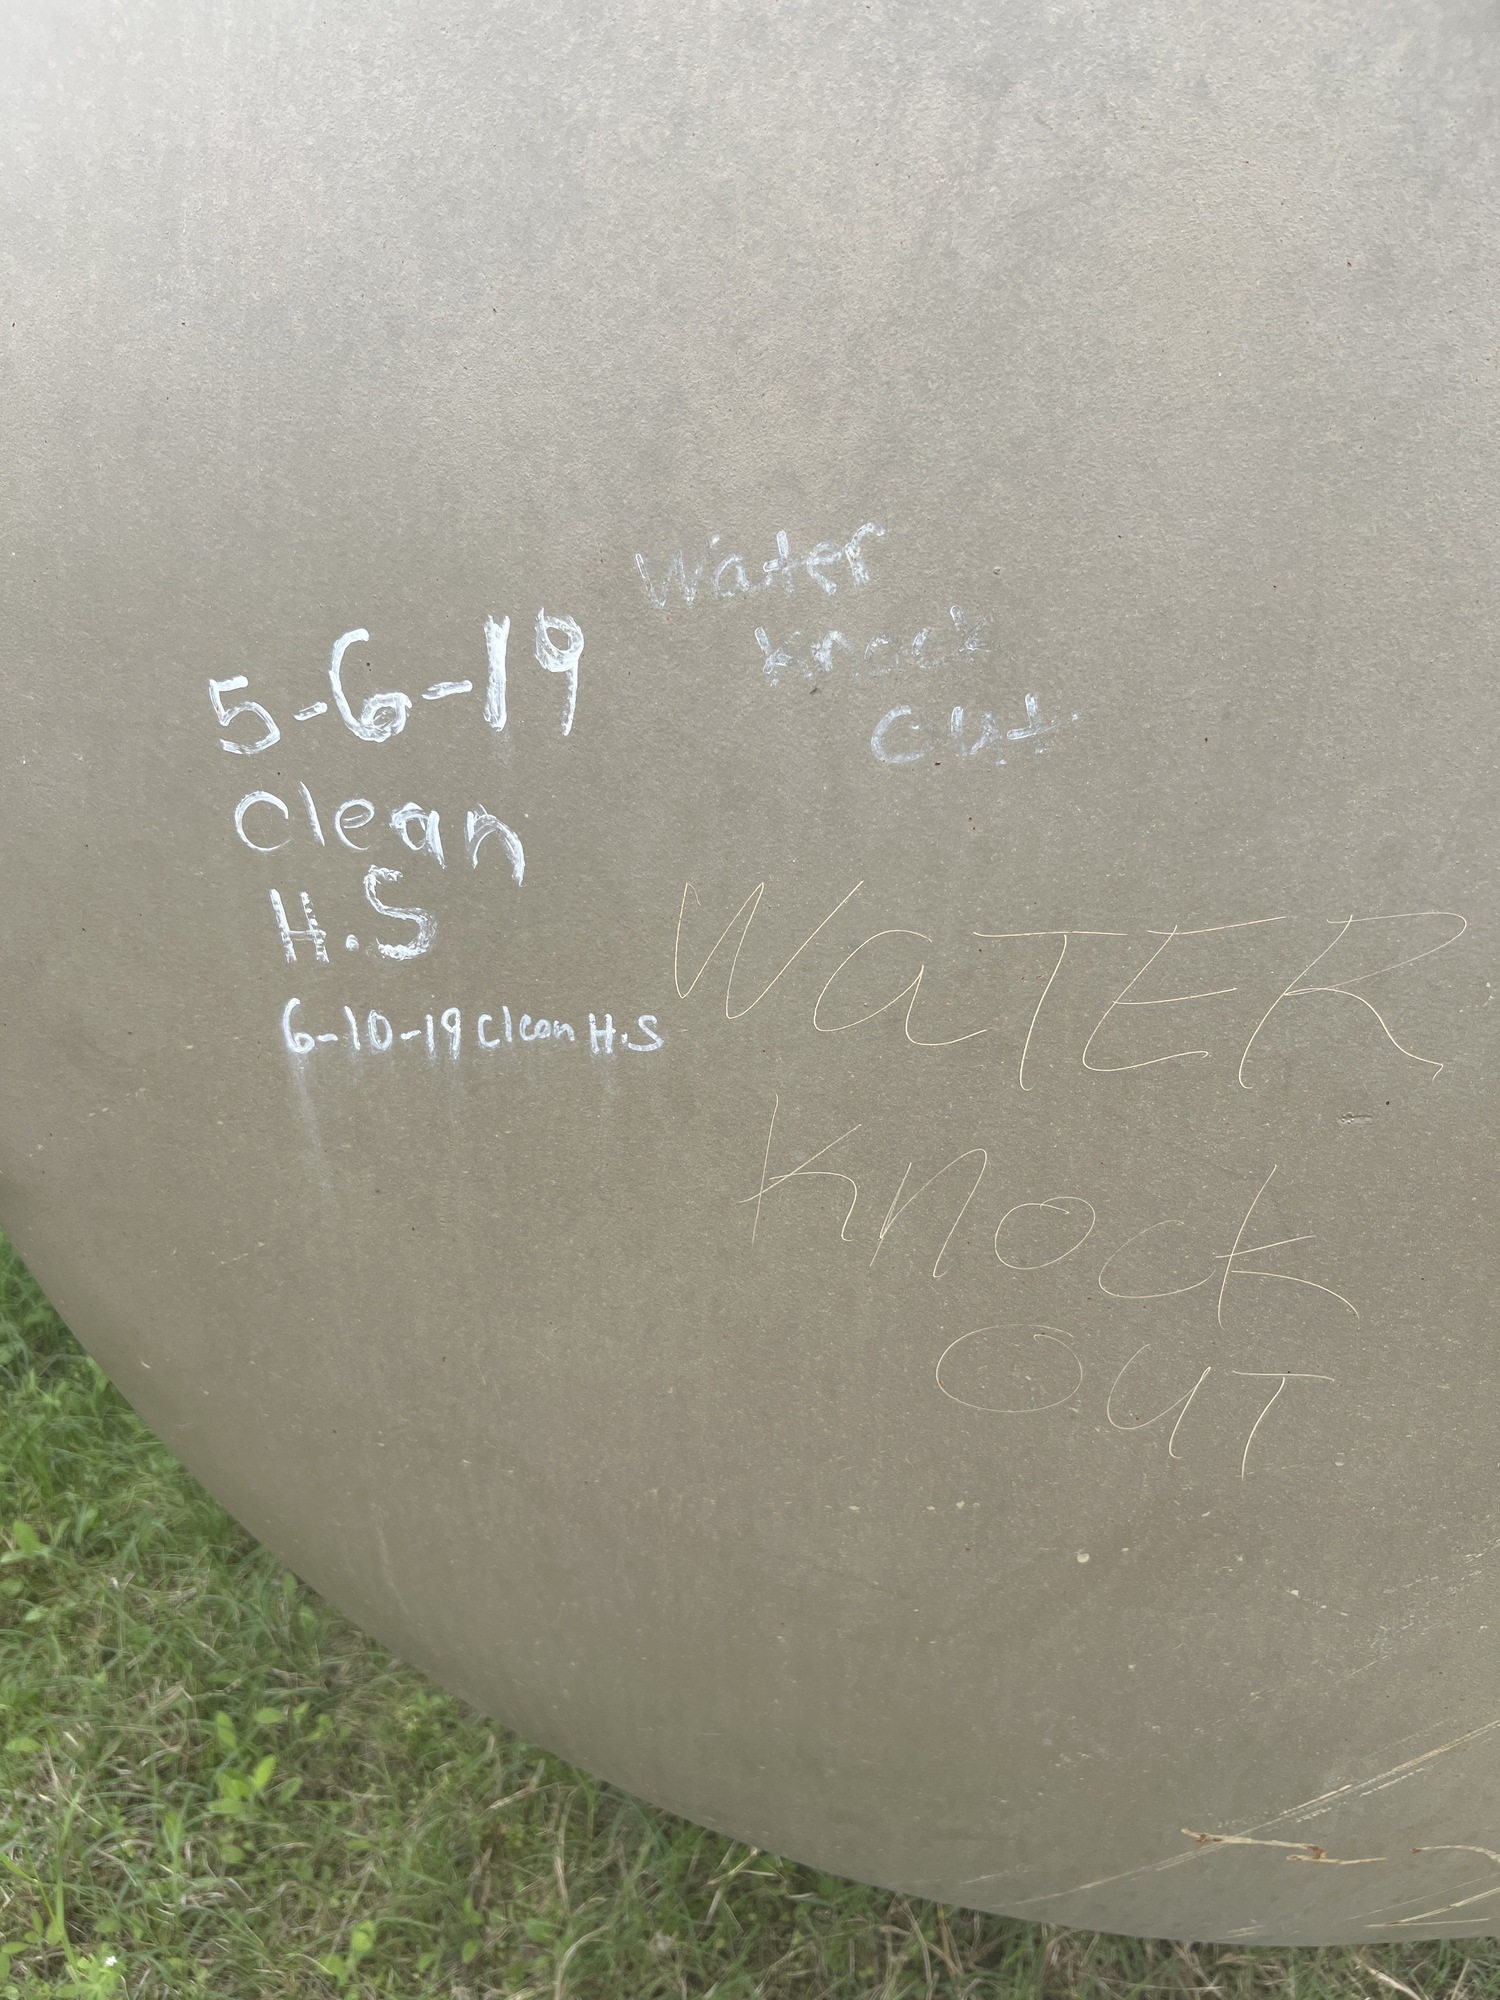 Water
Knock
Out
5-6-19
Clean
H.S
6-10-19 Clean H.S
WaTER
Knock
OuT